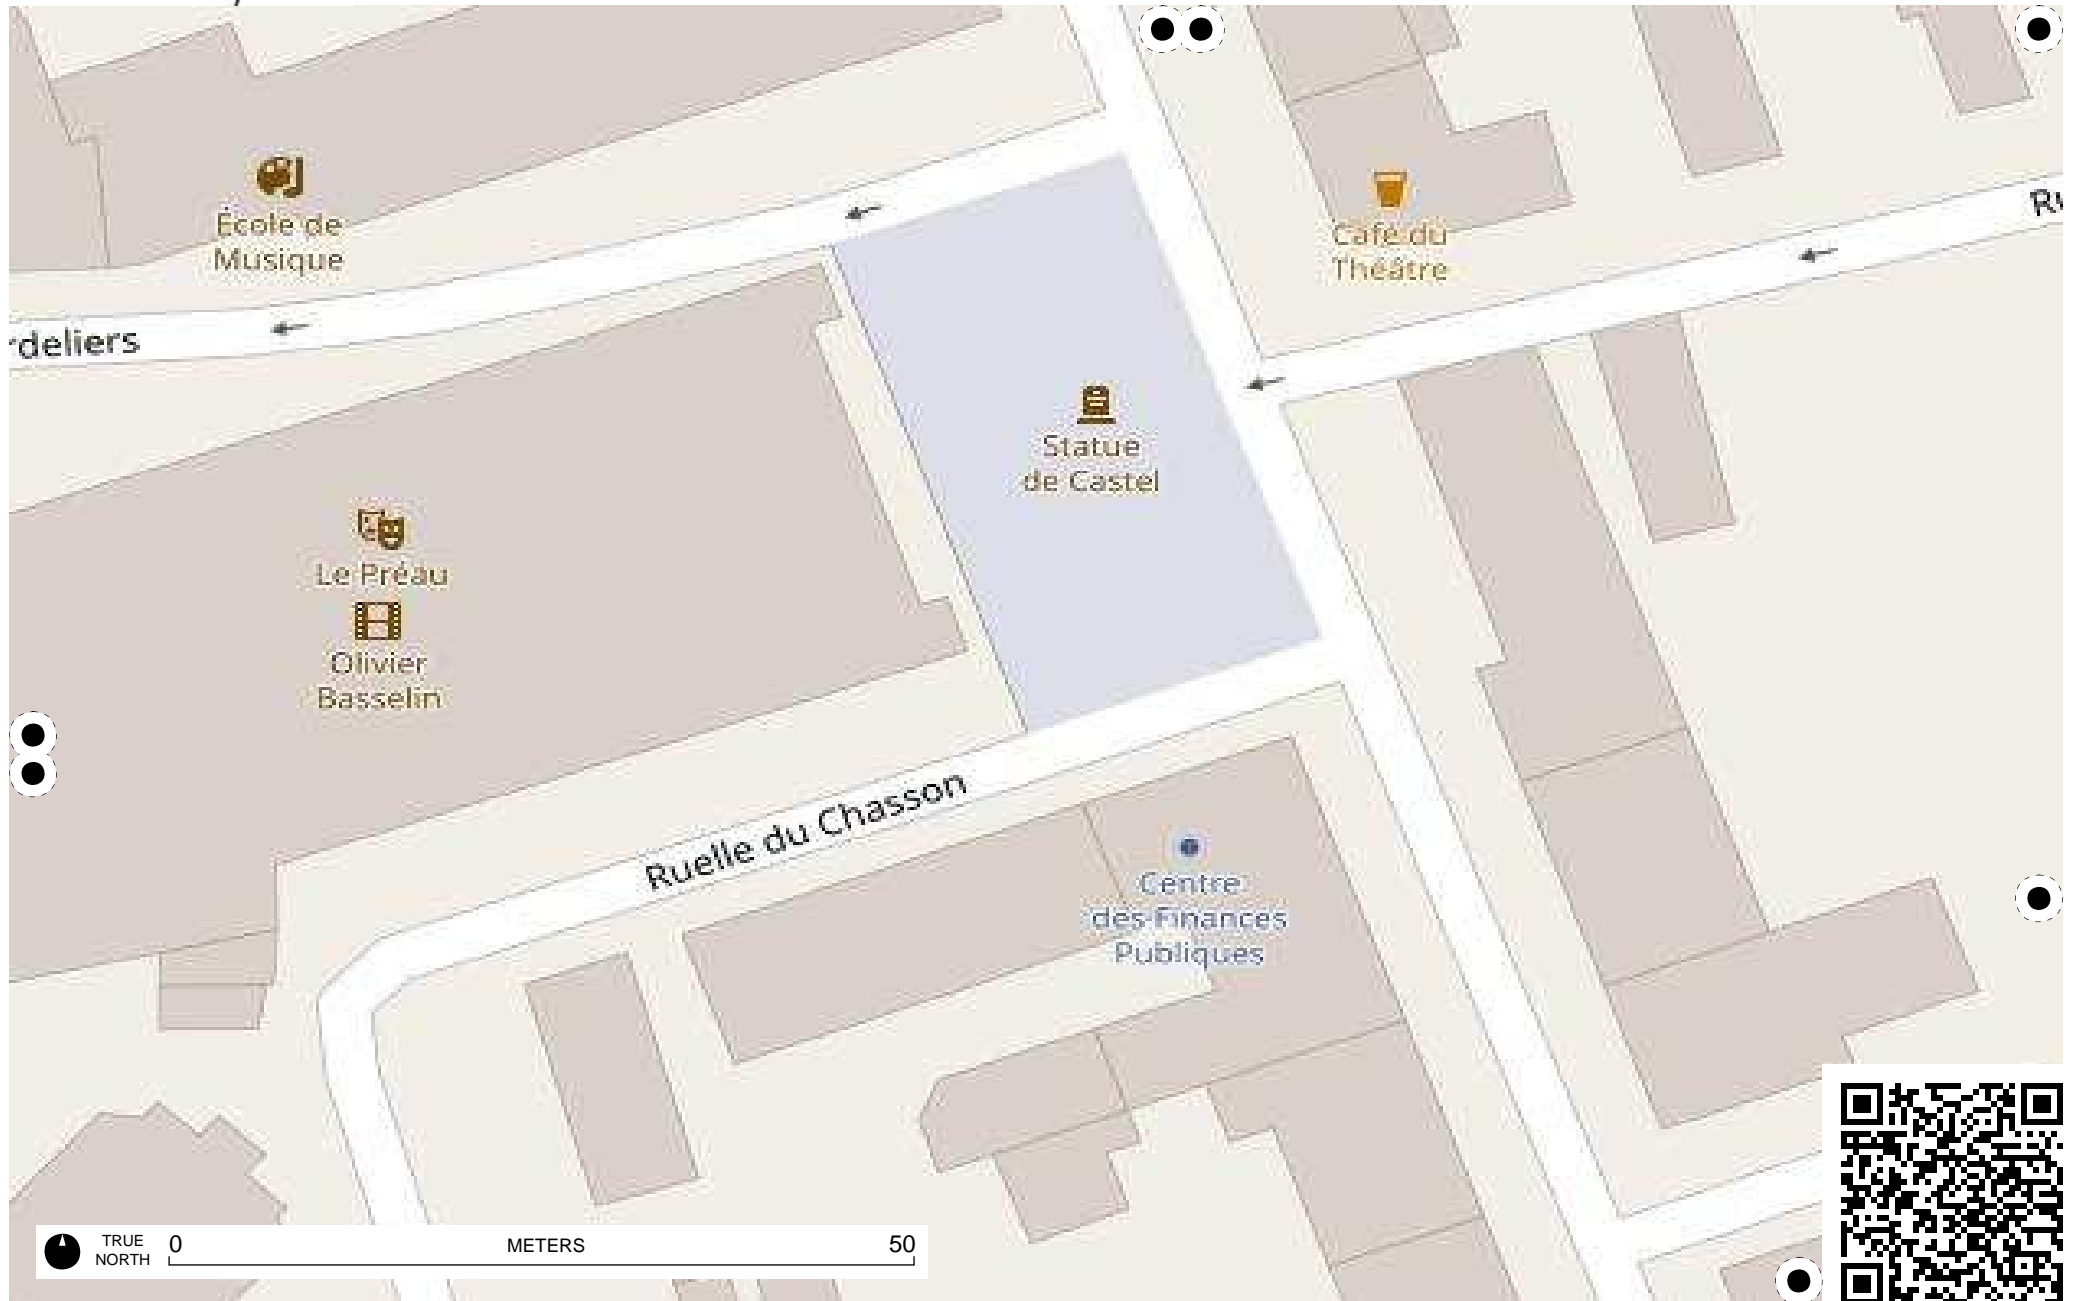 École de
Musique
Café du
Théâtre
rdeliers
Statue
de Castel
Le Préau
Olivier
Basselin
Ruelle du Chasson
Centre
des Finances
Publiques
TRUE
NORTH
0
METERS
50